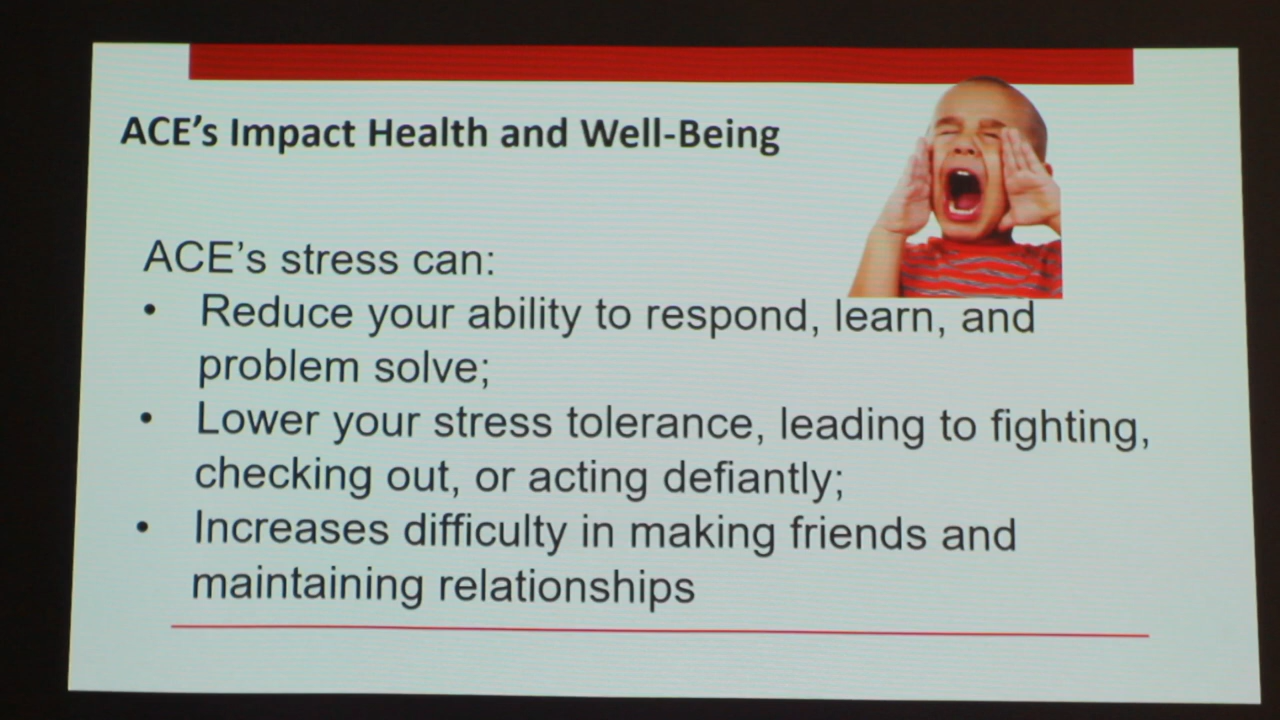 ACE’s Impact Health and Well-Being
ACE’s stress can:
• Reduce your ability to respond, learn, and
problem solve;
• Lower your stress tolerance, leading to fighting,
checking out, or acting defiantly;
• Increases difficulty in making friends and
maintaining relationships